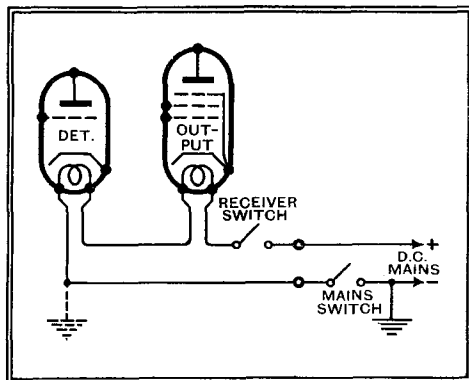 DET.
OUT-
PUT
RECEIVER
SWITCH
+
D.C.
MAINS
−
MAINS
SWITCH